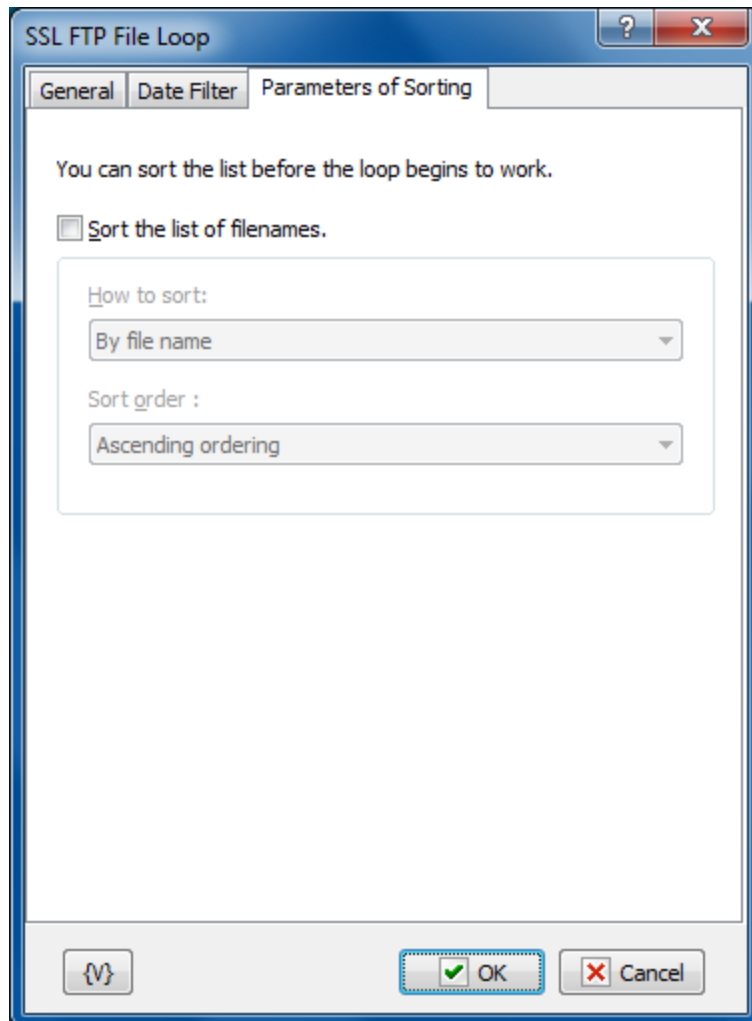 SSL FTP File Loop
?
General
Date Filter
Parameters of Sorting
You can sort the list before the loop begins to work.
Sort the list of filenames.
How to sort:
By file name
Sort order :
Ascending ordering
{V}
OK
Cancel